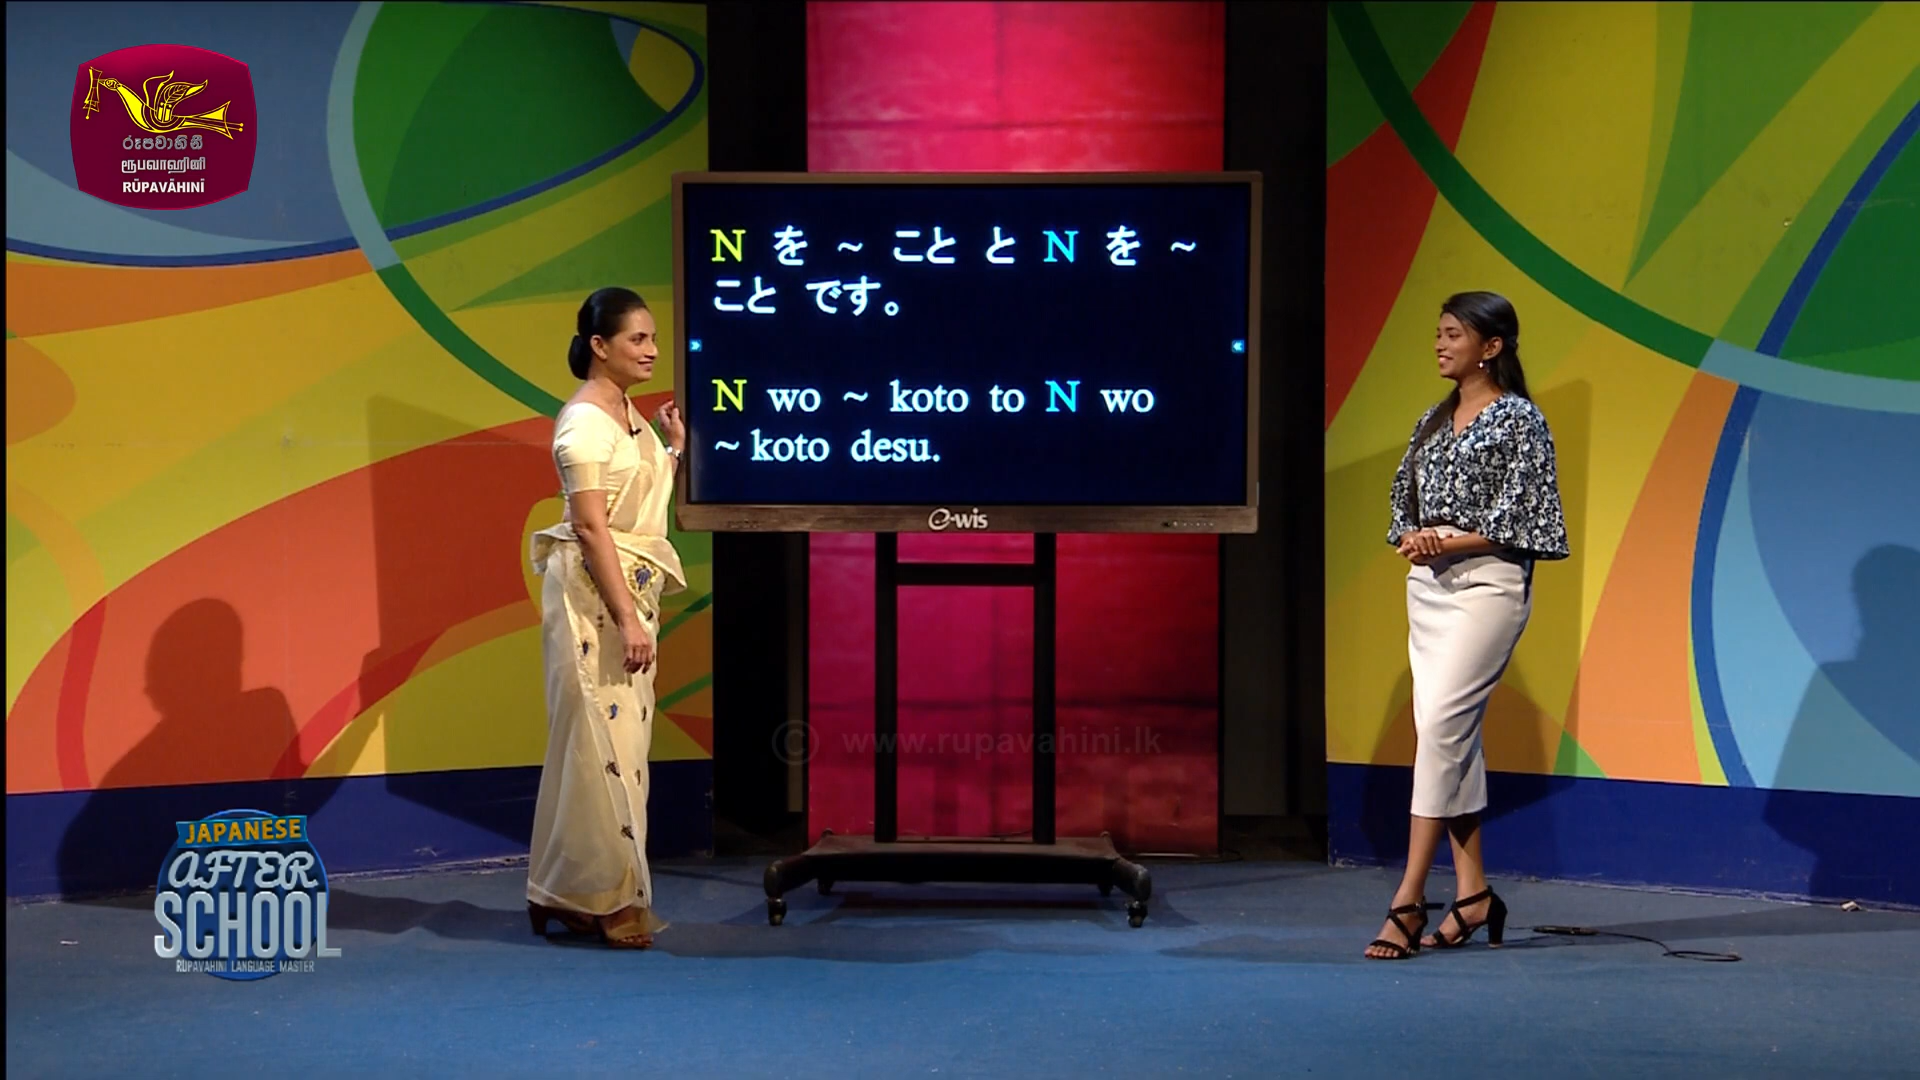 රූපවාහිනී
ரூபவாஹினி
RŪPAVĀHINĪ
N を ~ こと と N を ~
こと です。
N wo ~ koto to N wo
~ koto desu.
e-wis
© www.rupavahini.lk
JAPANESE
AFTER
SCHOOL
RŪPAVAHINI LANGUAGE MASTER